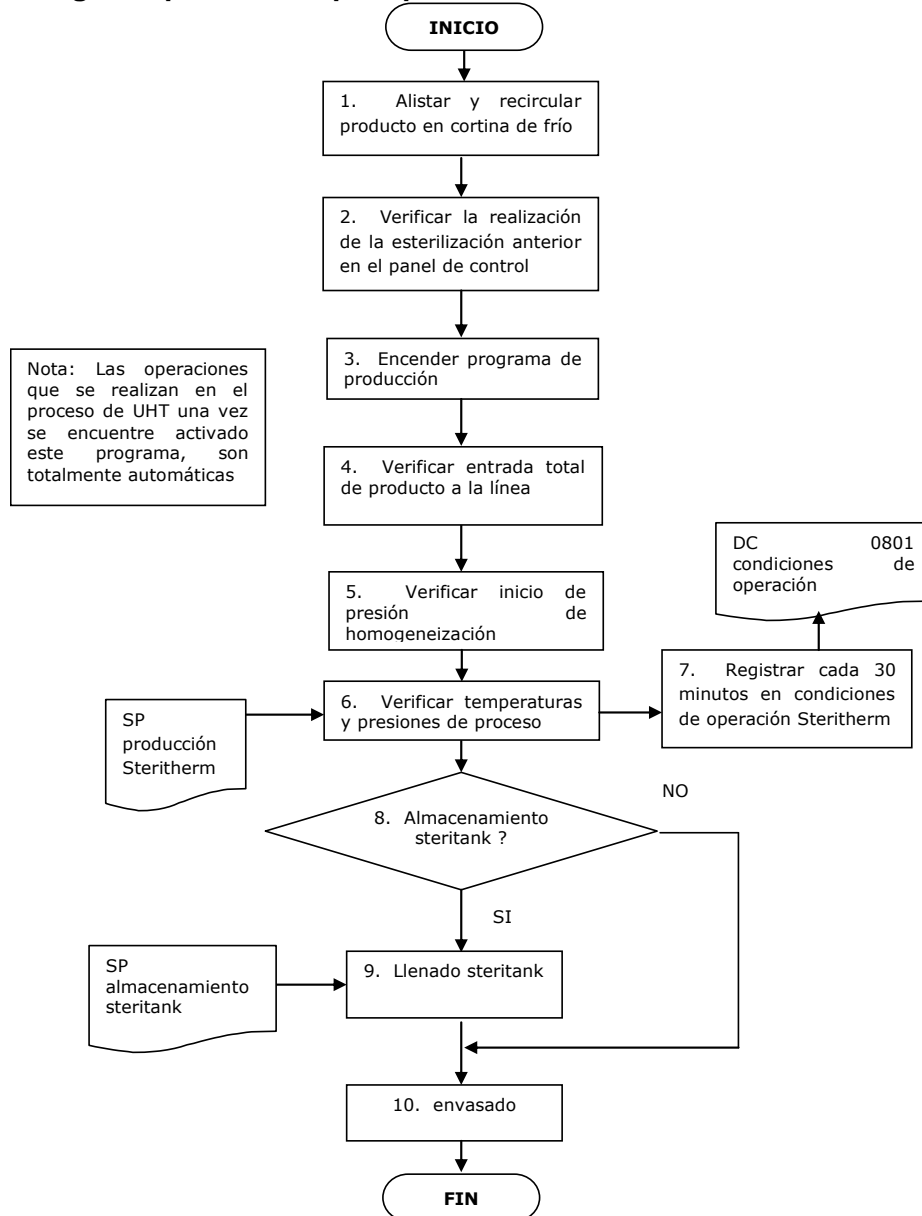 INICIO
1. Alistar y recircular
producto en cortina de frío
2. Verificar la realización
de la esterilización anterior
en el panel de control
3. Encender programa de
producción
Nota: Las operaciones
que se realizan en el
proceso de UHT una vez
se encuentre activado
este programa, son
totalmente automáticas
4. Verificar entrada total
de producto a la línea
DC 0801
condiciones de
operación
5. Verificar inicio de
presión de
homogeneización
6. Verificar temperaturas
y presiones de proceso
7. Registrar cada 30
minutos en condiciones
de operación Steritherm
SP
producción
Steritherm
NO
8. Almacenamiento
steritank ?
SI
SP
almacenamiento
steritank
9. Llenado steritank
10. envasado
FIN